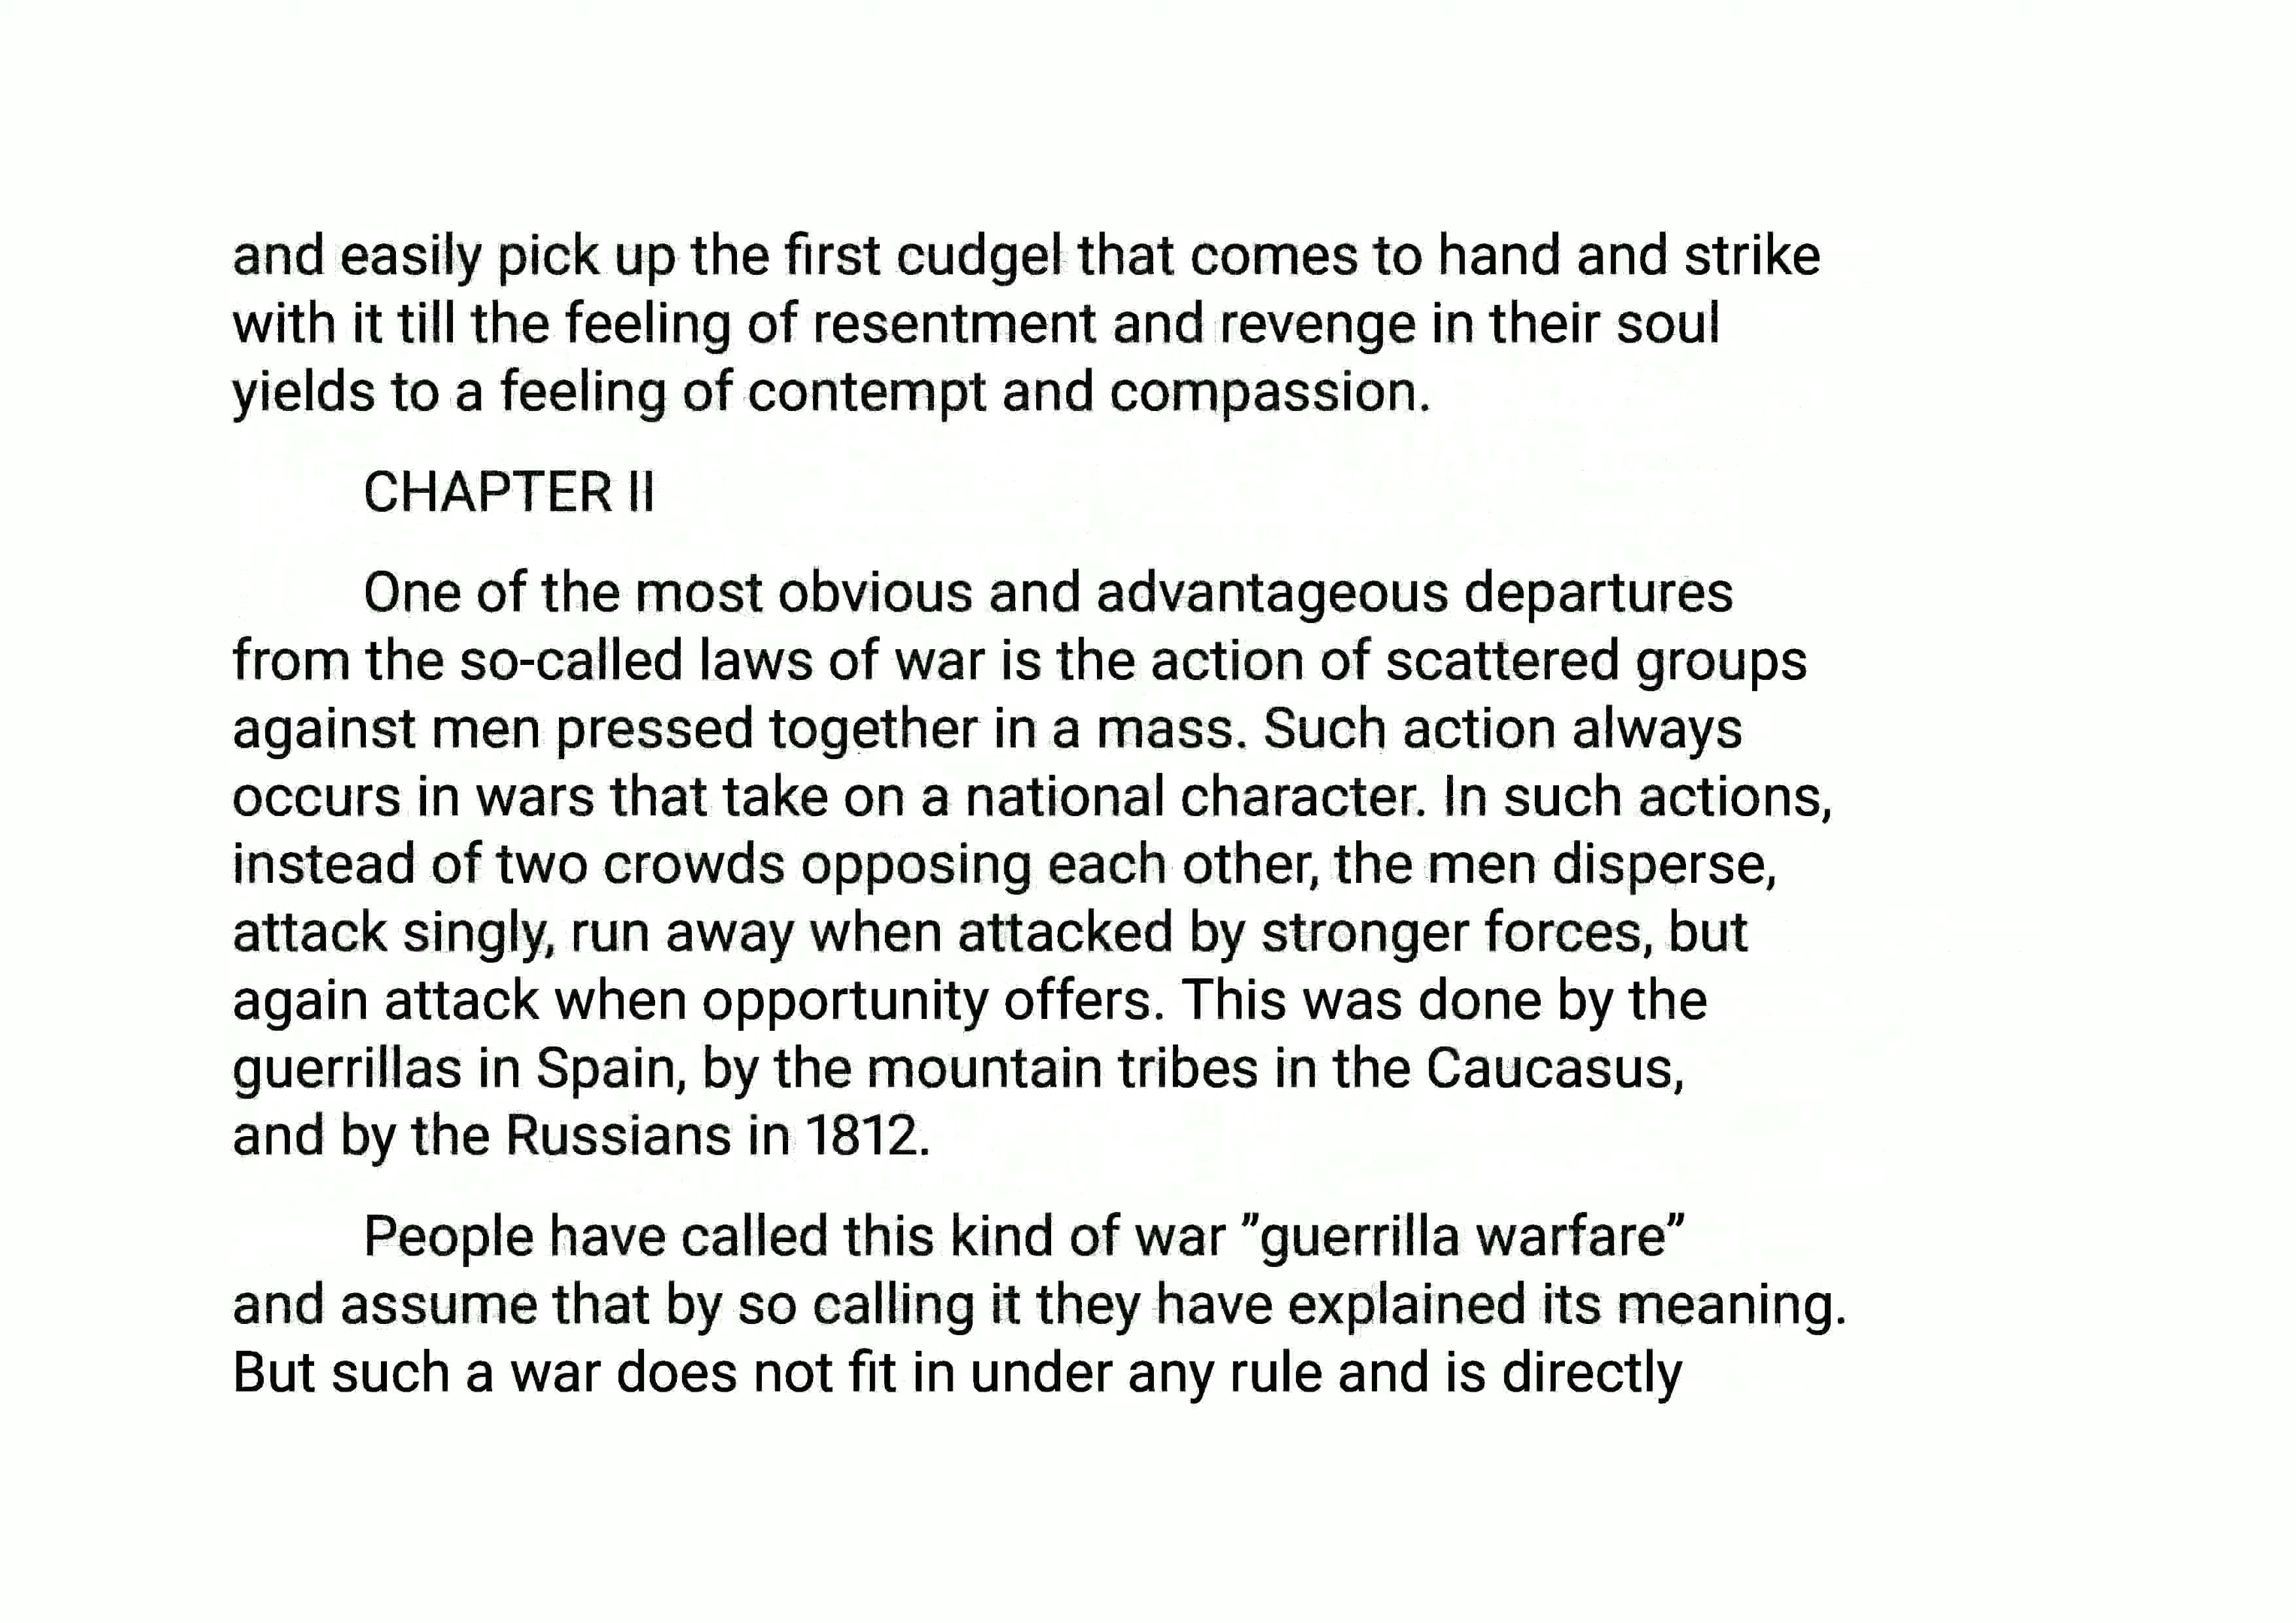 and easily pick up the first cudgel that comes to hand and strike
with it till the feeling of resentment and revenge in their soul
yields to a feeling of contempt and compassion.
CHAPTER II
One of the most obvious and advantageous departures
from the so-called laws of war is the action of scattered groups
against men pressed together in a mass. Such action always
occurs in wars that take on a national character. In such actions,
instead of two crowds opposing each other, the men disperse,
attack singly, run away when attacked by stronger forces, but
again attack when opportunity offers. This was done by the
guerrillas in Spain, by the mountain tribes in the Caucasus,
and by the Russians in 1812.
People have called this kind of war ”guerrilla warfare”
and assume that by so calling it they have explained its meaning.
But such a war does not fit in under any rule and is directly